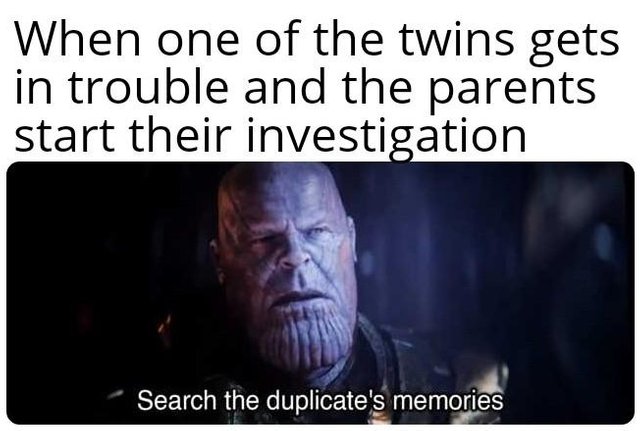 When one of the twins gets
in trouble and the parents
start their investigation
Search the duplicate's memories